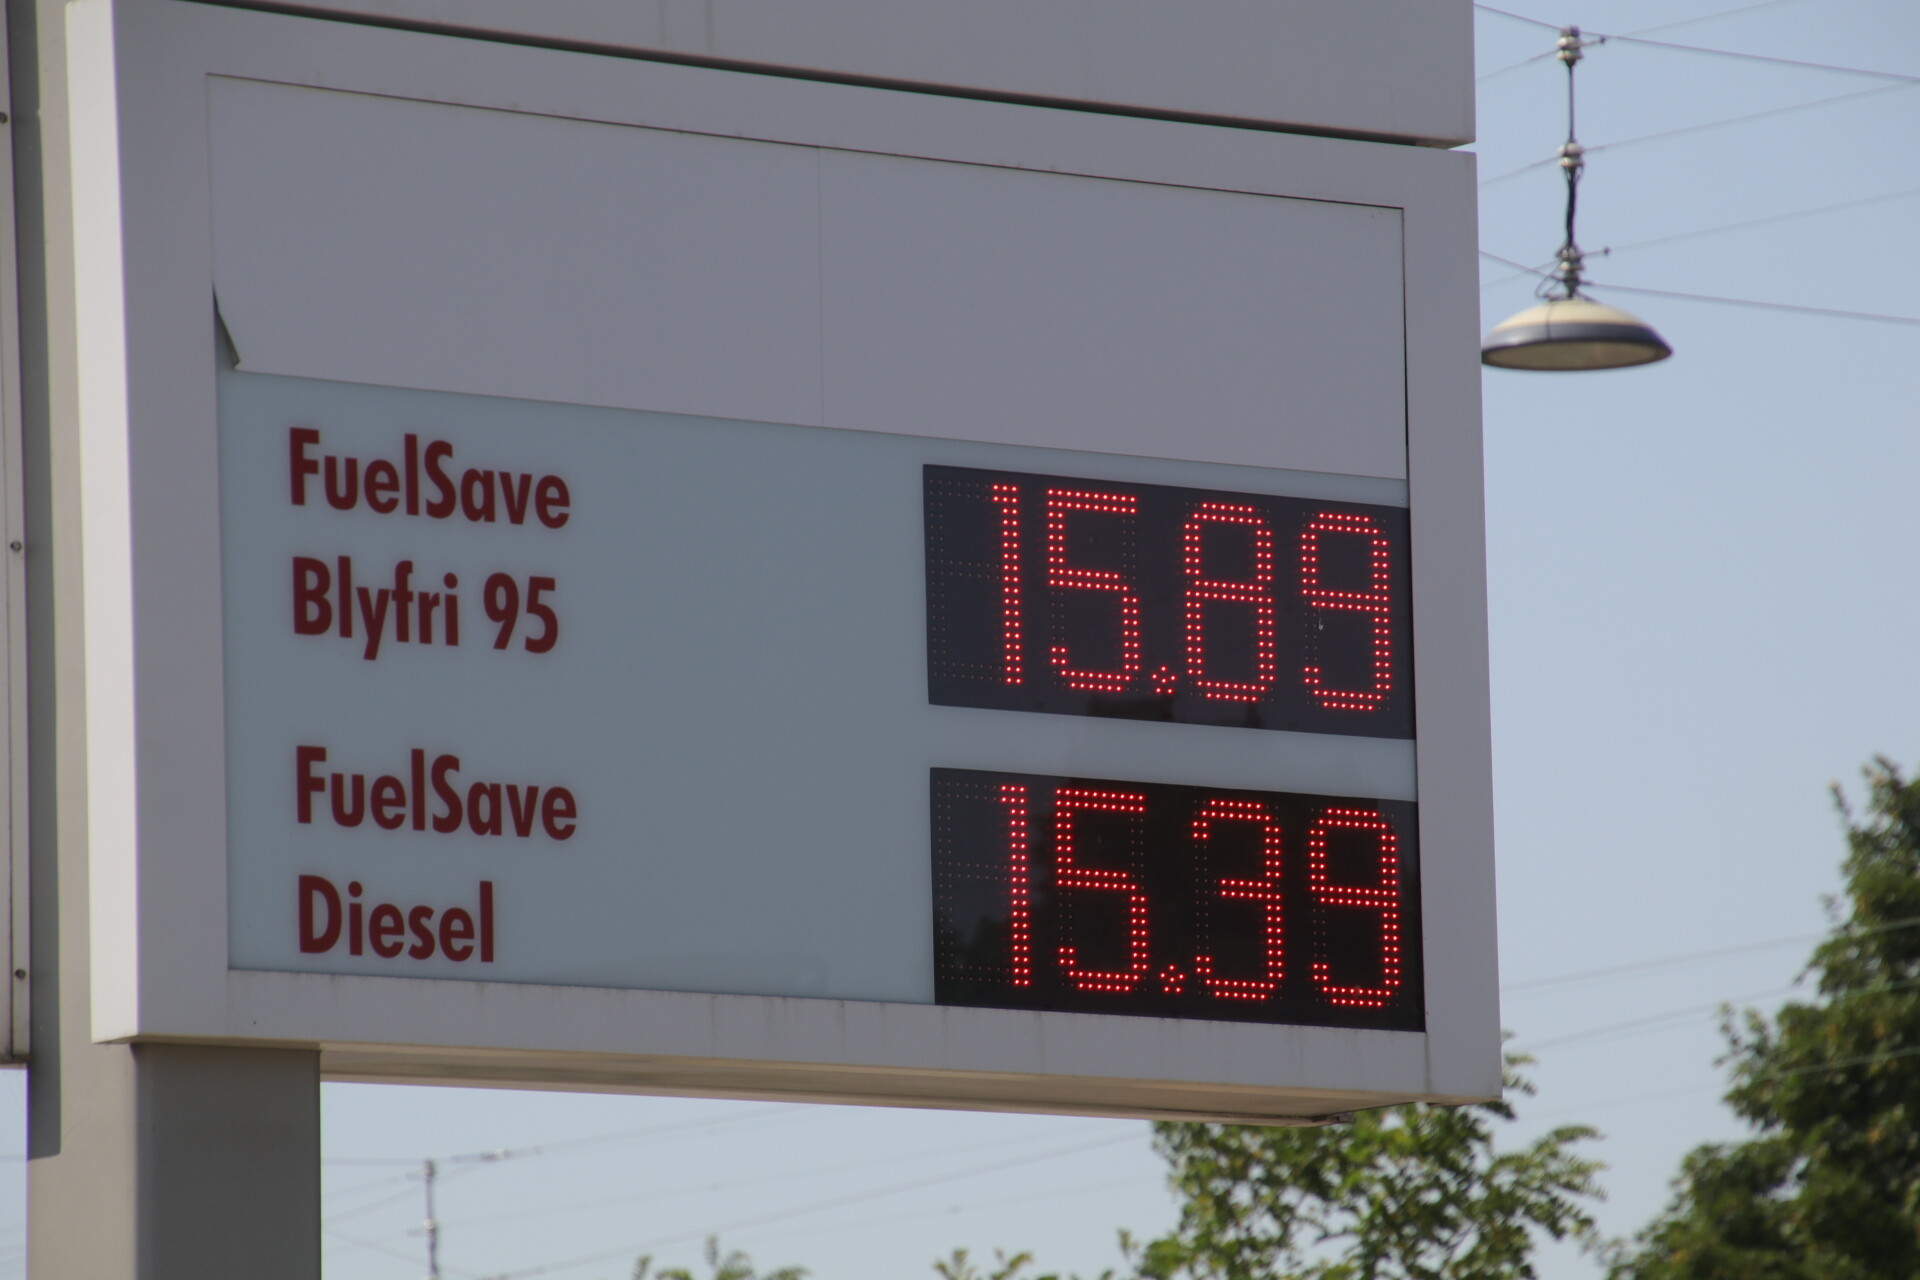 FuelSave
Blyfri 95
15.89
FuelSave
Diesel
15.39